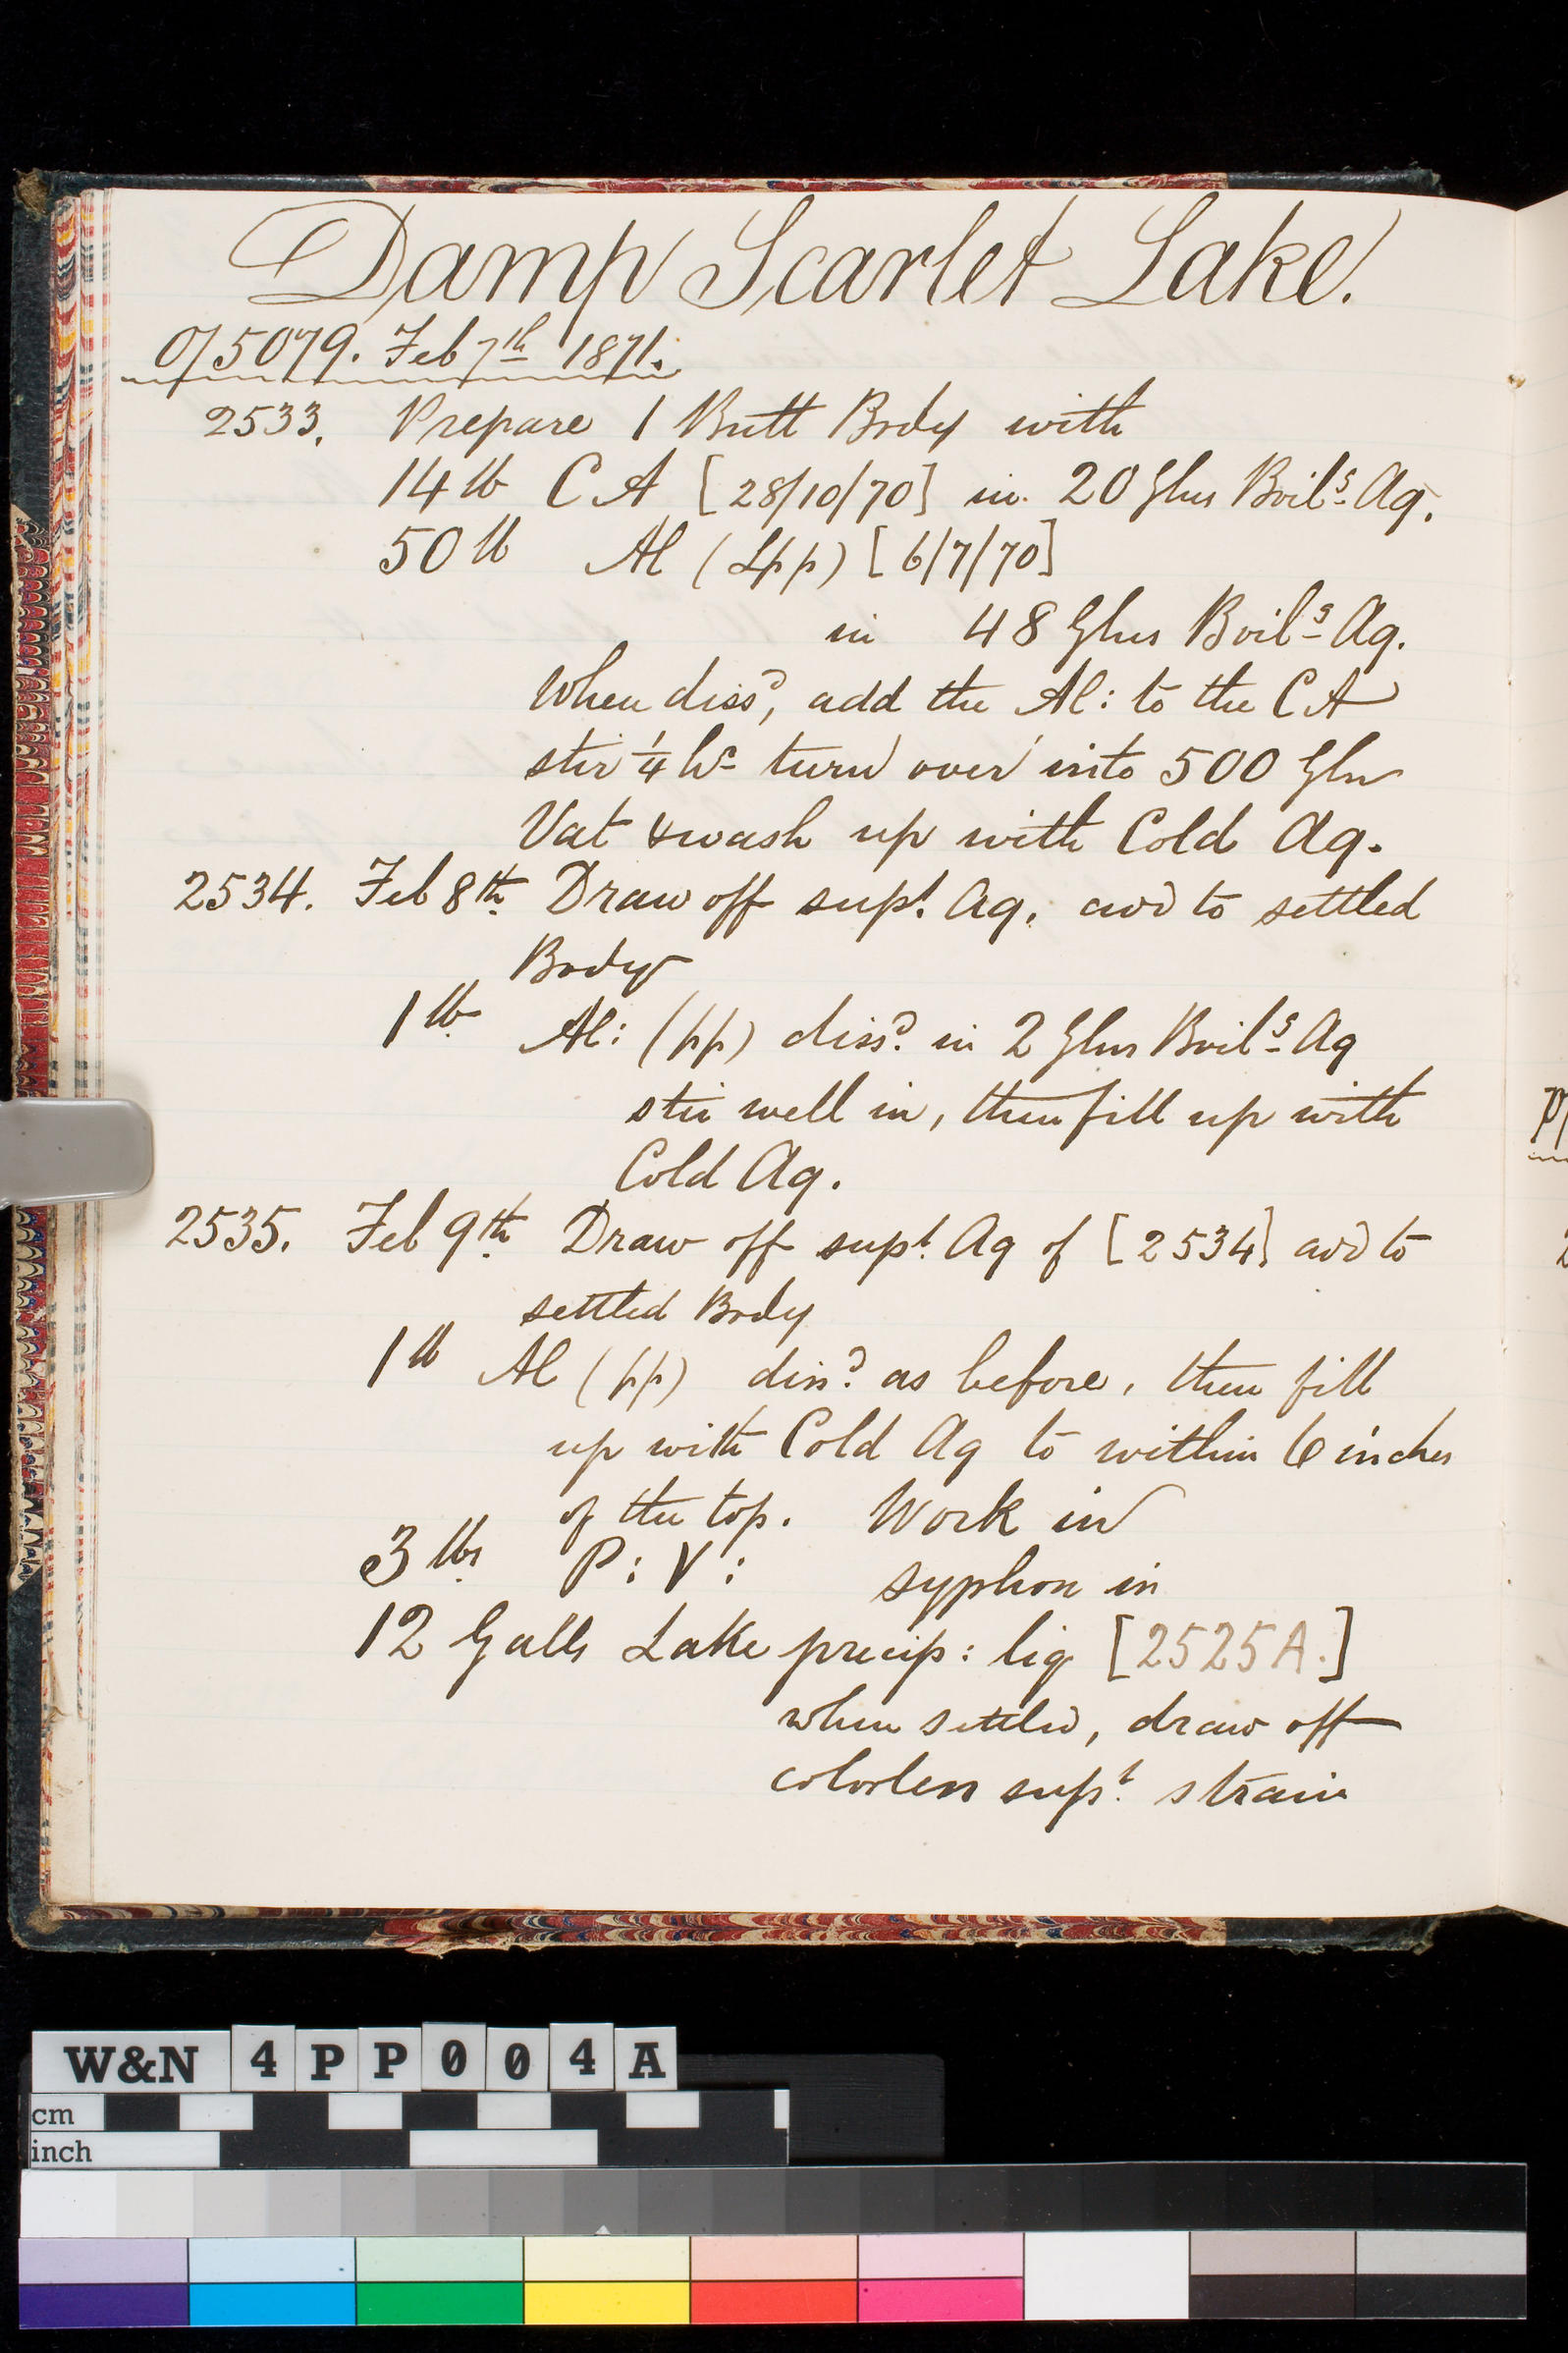 Damp Scarlet Lake.
O/5079. Feb 7th 1871.
2533. Prepare 1 Butt Body with
14 lb C A [28/10/70] in 20 Glns Boilg Aq.
50 lb Al (Lpp) [6/7/70]
in 48 Glns Boilg Aq.
When dissd, add the Al: to the C A
stir 1/4 hr turn over into 500 Gln
Vat & wash up with Cold Aq.
2534. Feb 8th Draw off supt. Aq. add to settled
Body
1 lb Al: (pp) dissd. in 2 Glns Boilg Aq
stir well in, then fill up with
Cold Aq.
2535. Feb 9th Draw off supt. Aq of [2534] add to
settled Body
1 lb Al (pp) dissd. as before, then fill
up with Cold Aq to within 6 inches
of the top. Work in
3 lbs P: V: syphon in
12 Galls Lake precip: liq [2525A.]
when settled, draw off
colorless supt. strain
W&N 4PP004A
cm
inch